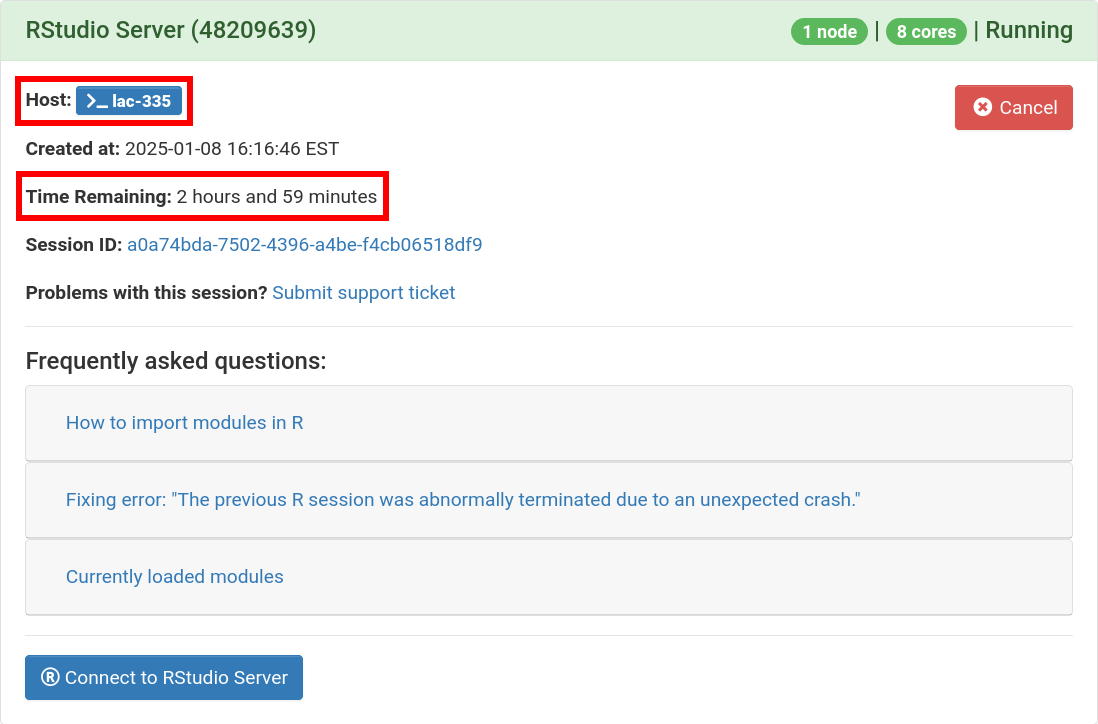 RStudio Server (48209639) 1 node | 8 cores | Running
Host: >_ lac-335
Cancel
Created at: 2025-01-08 16:16:46 EST
Time Remaining: 2 hours and 59 minutes
Session ID: a0a74bda-7502-4396-a4be-f4cb06518df9
Problems with this session? Submit support ticket
Frequently asked questions:
How to import modules in R
Fixing error: "The previous R session was abnormally terminated due to an unexpected crash."
Currently loaded modules
® Connect to RStudio Server